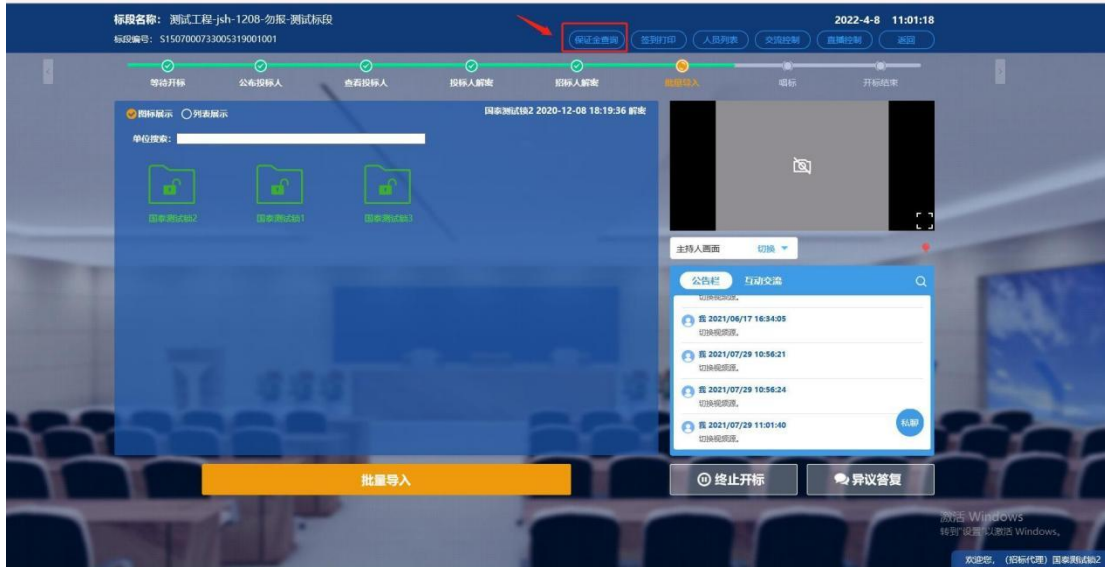 标段名称： 测试工程-jsh-1208-勿报-测试标段
2022-4-8 11:01:18
标段编号： S1507000733005319001001
保证金查询 签到打印 人员列表 交流控制 直播控制 返回
等待开标 公布投标人 查看投标人 投标人解密 招标人解密 批量导入 唱标 开标结束
图标展示 列表展示
国泰测试锁2 2020-12-08 18:19:36 解密
单位搜索：
国泰测试锁2 国泰测试锁1 国泰测试锁3
主持人画面 切换
公告栏 互动交流
切换视频源。
我 2021/06/17 16:34:05
切换视频源。
我 2021/07/29 10:56:21
切换视频源。
我 2021/07/29 10:56:24
切换视频源。
我 2021/07/29 11:01:40
切换视频源。
私聊
批量导入
终止开标 异议答复
激活 Windows
转到"设置"以激活 Windows。
欢迎您，（招标代理）国泰测试锁2